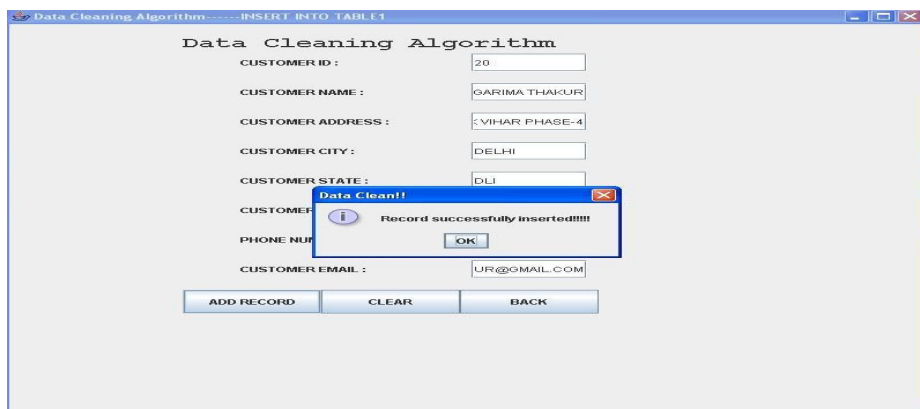 Data Cleaning Algorithm------INSERT INTO TABLE1
Data Cleaning Algorithm
CUSTOMER ID : 20
CUSTOMER NAME : GARIMA THAKUR
CUSTOMER ADDRESS : VIHAR PHASE-4
CUSTOMER CITY : DELHI
CUSTOMER STATE : DLI
Data Clean!!
CUSTOMER
Record successfully inserted!!!!!
PHONE
OK
CUSTOMER EMAIL : UR@GMAIL.COM
ADD RECORD CLEAR BACK